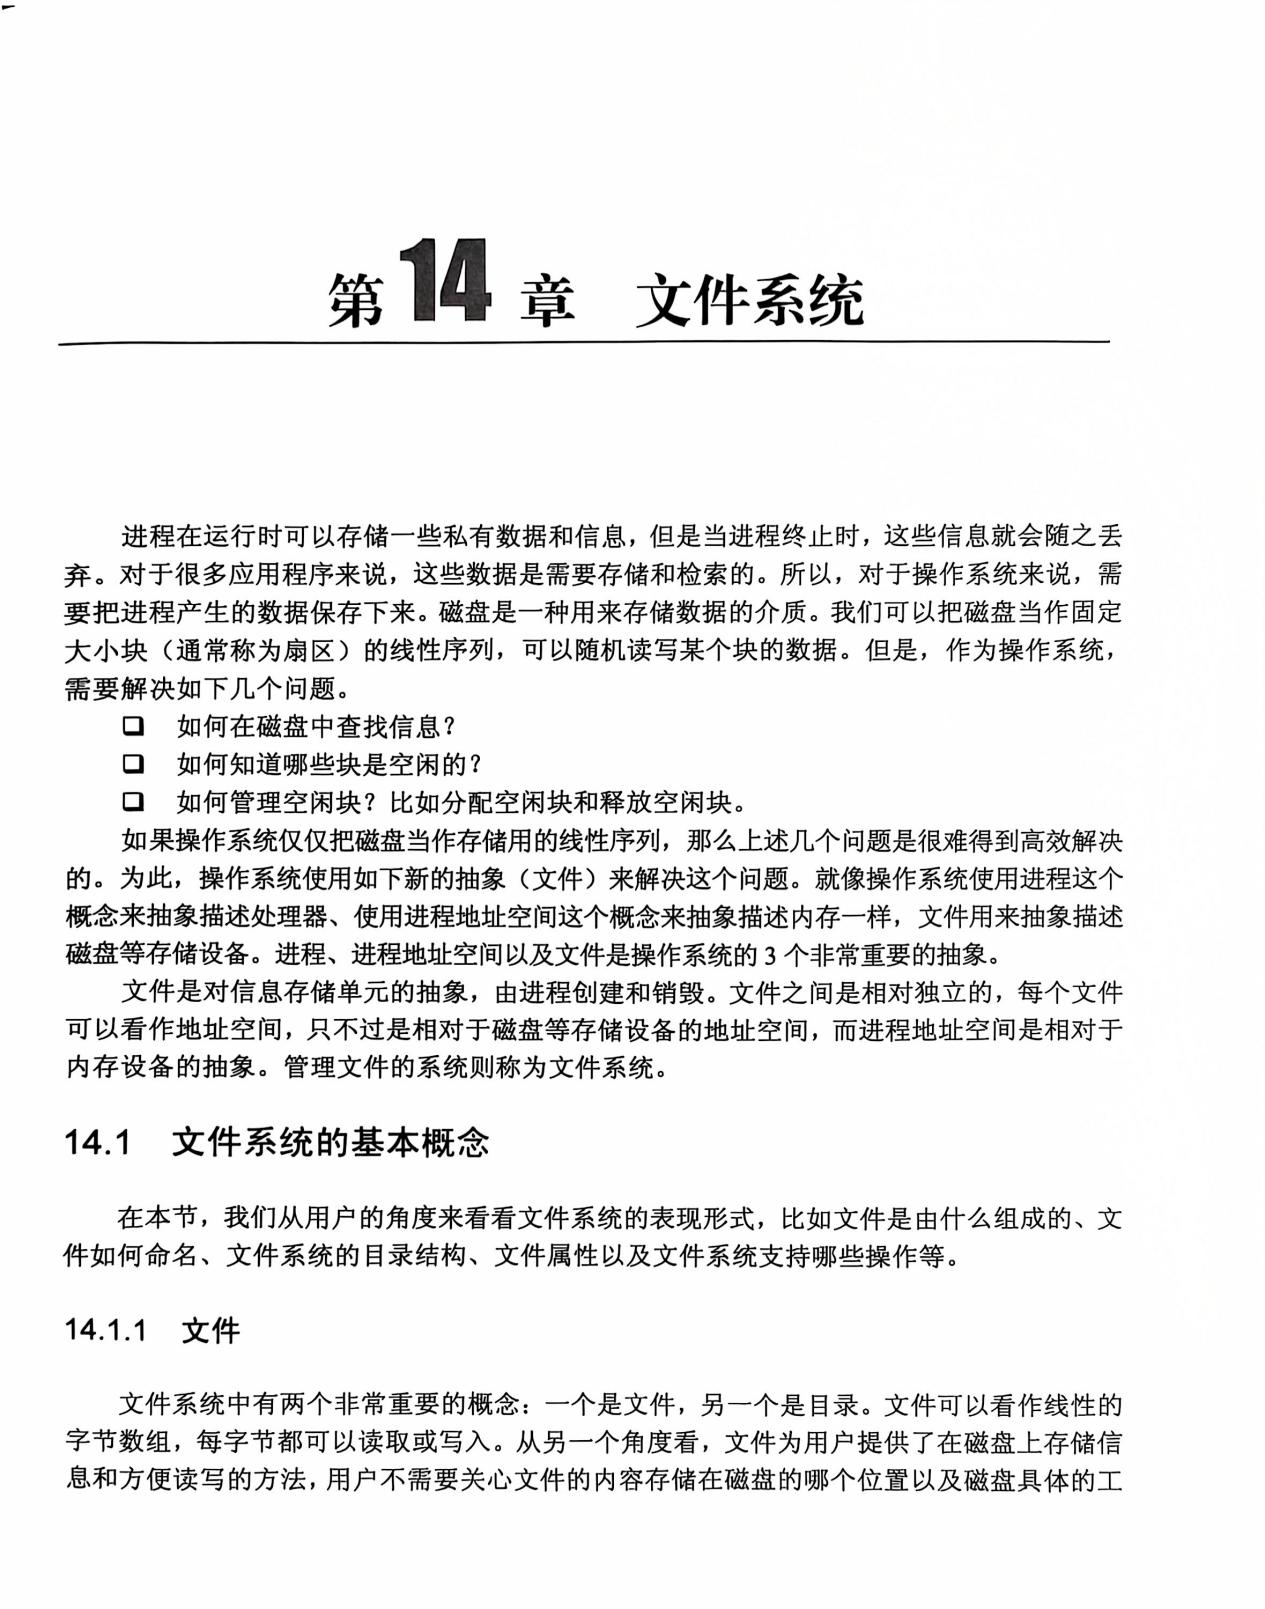 第14章 文件系统
进程在运行时可以存储一些私有数据和信息，但是当进程终止时，这些信息就会随之丢
弃。对于很多应用程序来说，这些数据是需要存储和检索的。所以，对于操作系统来说，需
要把进程产生的数据保存下来。磁盘是一种用来存储数据的介质。我们可以把磁盘当作固定
大小块（通常称为扇区）的线性序列，可以随机读写某个块的数据。但是，作为操作系统，
需要解决如下几个问题。
❑ 如何在磁盘中查找信息？
❑ 如何知道哪些块是空闲的？
❑ 如何管理空闲块？比如分配空闲块和释放空闲块。
如果操作系统仅仅把磁盘当作存储用的线性序列，那么上述几个问题是很难得到高效解决
的。为此，操作系统使用如下新的抽象（文件）来解决这个问题。就像操作系统使用进程这个
概念来抽象描述处理器、使用进程地址空间这个概念来抽象描述内存一样，文件用来抽象描述
磁盘等存储设备。进程、进程地址空间以及文件是操作系统的 3 个非常重要的抽象。
文件是对信息存储单元的抽象，由进程创建和销毁。文件之间是相对独立的，每个文件
可以看作地址空间，只不过是相对于磁盘等存储设备的地址空间，而进程地址空间是相对于
内存设备的抽象。管理文件的系统则称为文件系统。
14.1 文件系统的基本概念
在本节，我们从用户的角度来看看文件系统的表现形式，比如文件是由什么组成的、文
件如何命名、文件系统的目录结构、文件属性以及文件系统支持哪些操作等。
14.1.1 文件
文件系统中有两个非常重要的概念：一个是文件，另一个是目录。文件可以看作线性的
字节数组，每字节都可以读取或写入。从另一个角度看，文件为用户提供了在磁盘上存储信
息和方便读写的方法，用户不需要关心文件的内容存储在磁盘的哪个位置以及磁盘具体的工